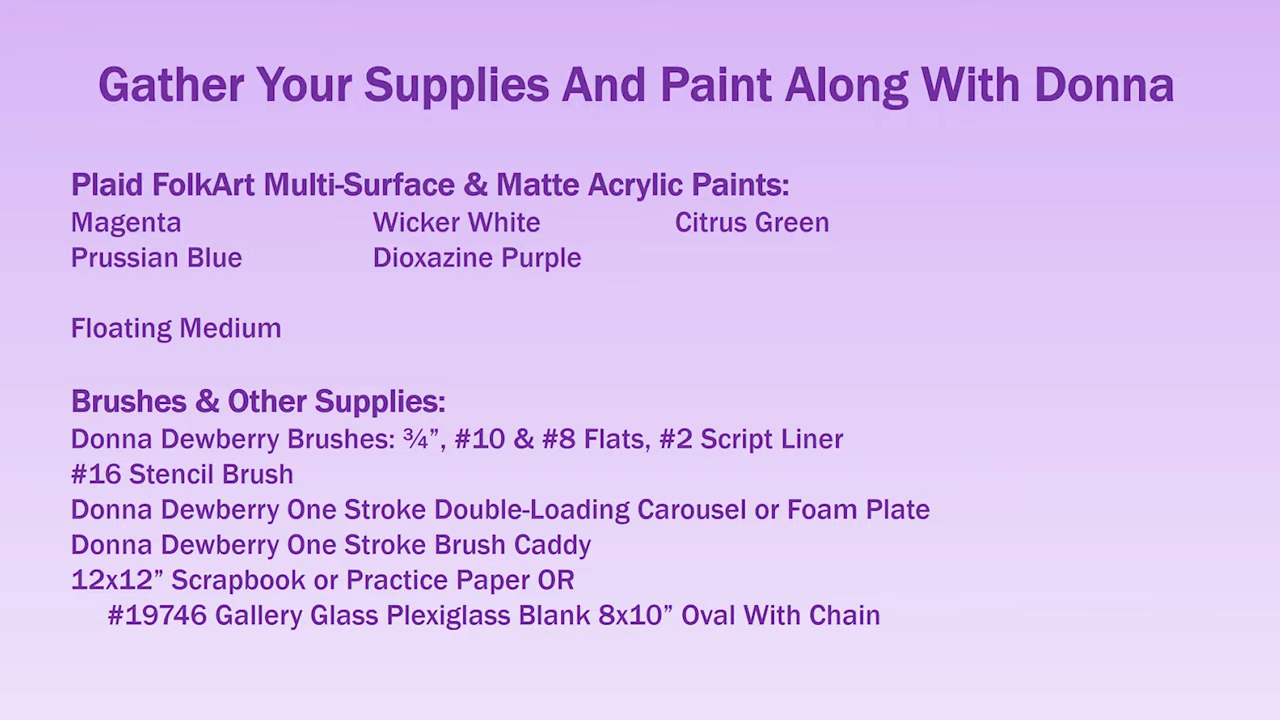 Gather Your Supplies And Paint Along With Donna
Plaid FolkArt Multi-Surface & Matte Acrylic Paints:
Magenta Wicker White Citrus Green
Prussian Blue Dioxazine Purple
Floating Medium
Brushes & Other Supplies:
Donna Dewberry Brushes: ¾”, #10 & #8 Flats, #2 Script Liner
#16 Stencil Brush
Donna Dewberry One Stroke Double-Loading Carousel or Foam Plate
Donna Dewberry One Stroke Brush Caddy
12x12” Scrapbook or Practice Paper OR
#19746 Gallery Glass Plexiglass Blank 8x10” Oval With Chain